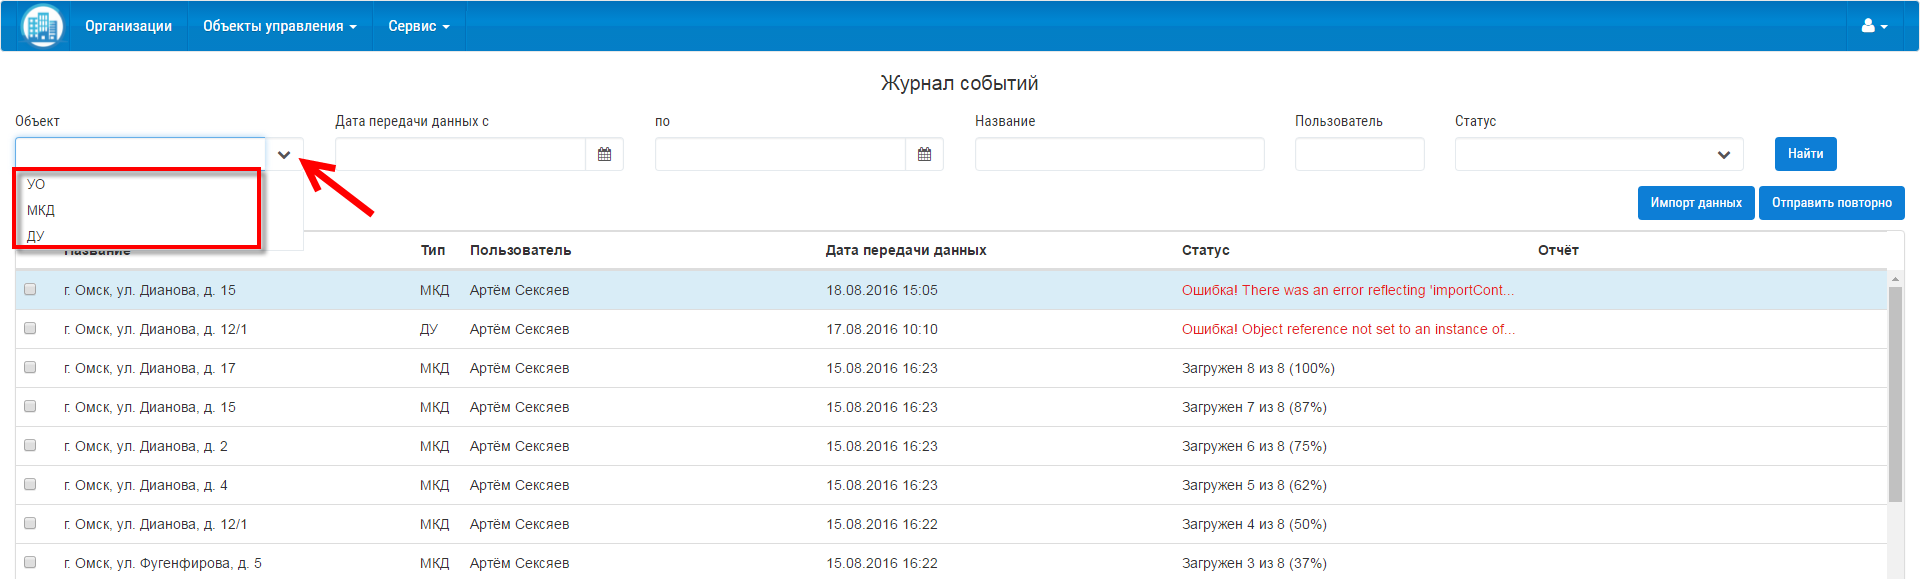 Организации Объекты управления Сервис
Журнал событий
Объект Дата передачи данных с по Название Пользователь Статус
Найти
УО
МКД
ДУ
Импорт данных Отправить повторно
Название Тип Пользователь Дата передачи данных Статус Отчёт
г. Омск, ул. Дианова, д. 15 МКД Артём Сексяев 18.08.2016 15:05 Ошибка! There was an error reflecting 'importCont...
г. Омск, ул. Дианова, д. 12/1 ДУ Артём Сексяев 17.08.2016 10:10 Ошибка! Object reference not set to an instance of...
г. Омск, ул. Дианова, д. 17 МКД Артём Сексяев 15.08.2016 16:23 Загружен 8 из 8 (100%)
г. Омск, ул. Дианова, д. 15 МКД Артём Сексяев 15.08.2016 16:23 Загружен 7 из 8 (87%)
г. Омск, ул. Дианова, д. 2 МКД Артём Сексяев 15.08.2016 16:23 Загружен 6 из 8 (75%)
г. Омск, ул. Дианова, д. 4 МКД Артём Сексяев 15.08.2016 16:23 Загружен 5 из 8 (62%)
г. Омск, ул. Дианова, д. 12/1 МКД Артём Сексяев 15.08.2016 16:22 Загружен 4 из 8 (50%)
г. Омск, ул. Фугенфирова, д. 5 МКД Артём Сексяев 15.08.2016 16:22 Загружен 3 из 8 (37%)